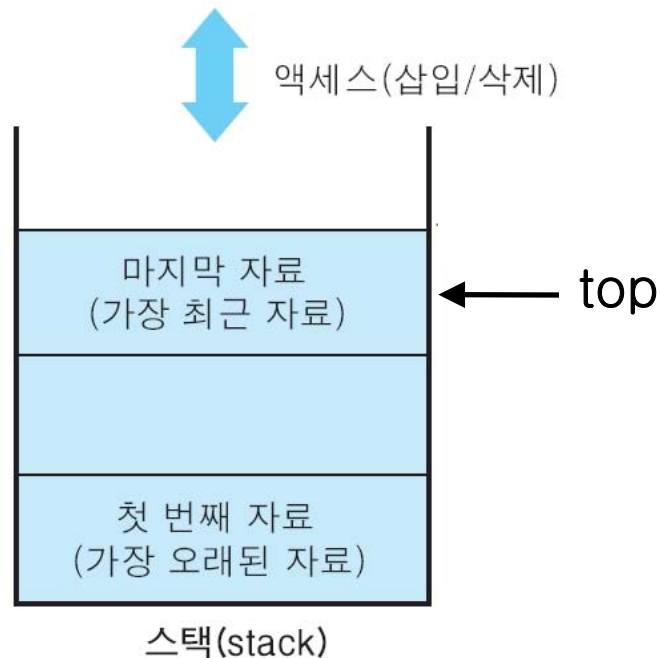 액세스(삽입/삭제)
마지막 자료
(가장 최근 자료)
top
첫 번째 자료
(가장 오래된 자료)
스택(stack)